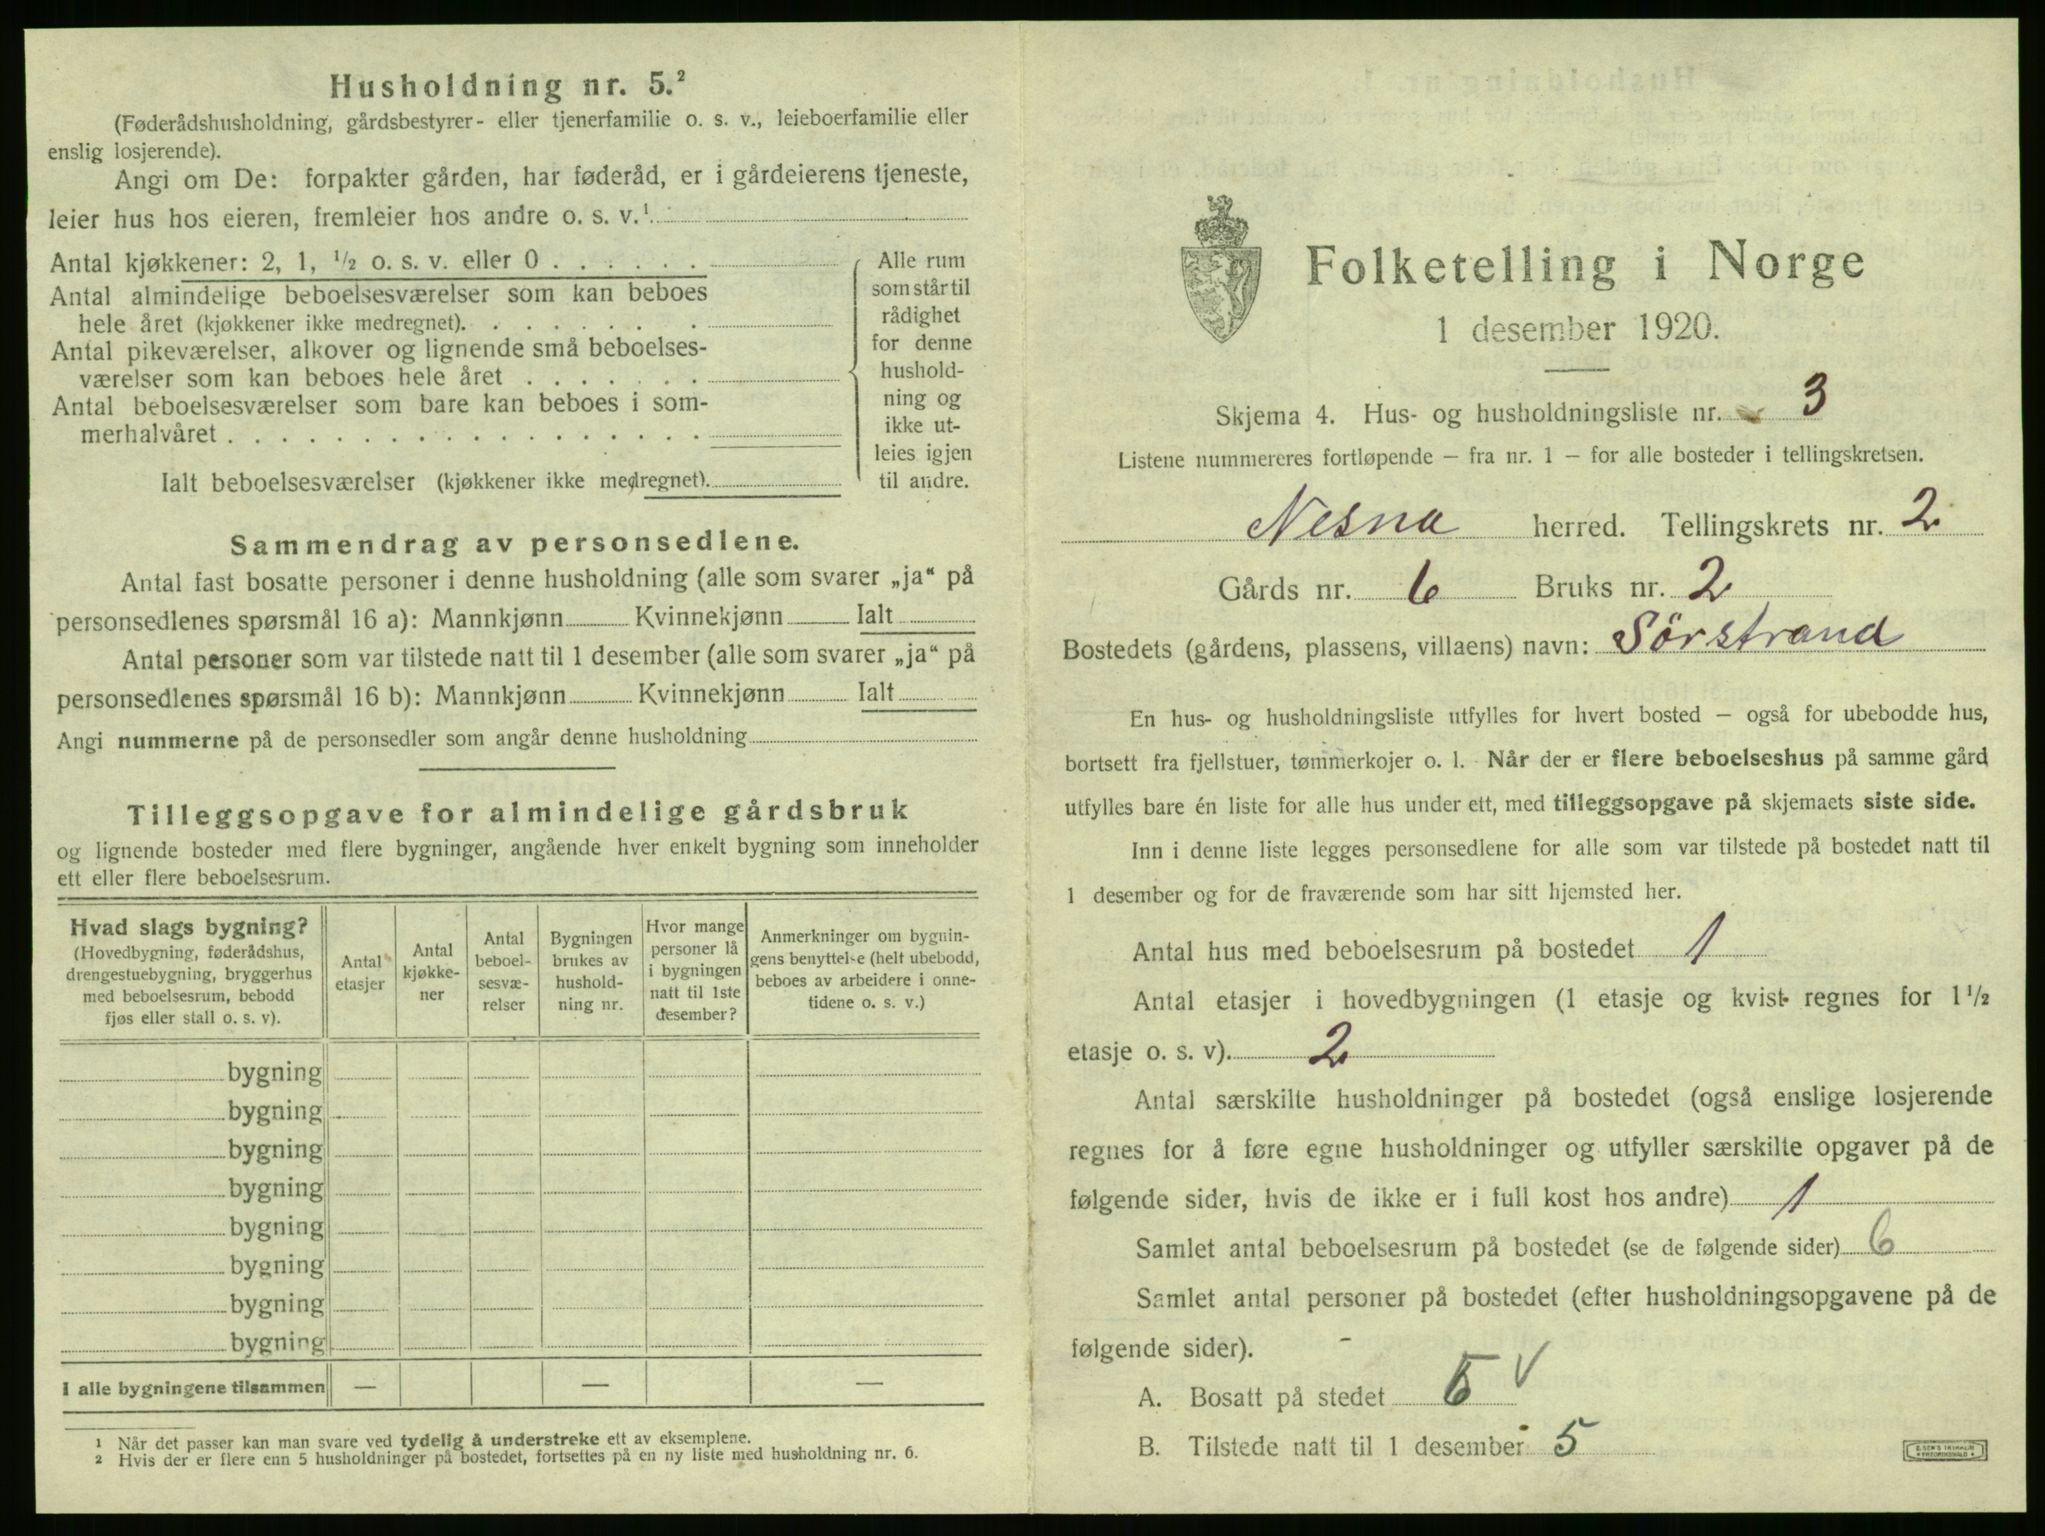 Husholdning nr. 5.²
(Føderådshusholdning, gårdsbestyrer- eller tjenerfamilie o. s. v., leieboerfamilie eller
enslig losjerende).
Angi om De: forpakter gården, har føderåd, er i gårdeierens tjeneste,
leier hus hos eieren, fremleier hos andre o. s. v.¹
Antal kjøkkener: 2, 1, ½ o. s. v. eller 0 . . . . . .
Antal almindelige beboelsesværelser som kan beboes
hele året (kjøkkener ikke medregnet). . . . . . .
Antal pikeværelser, alkover og lignende små beboelses-
værelser som kan beboes hele året . . . . . . .
Antal beboelsesværelser som bare kan beboes i som-
merhalvåret . . . . . . . . . . . . . . . . . .
Ialt beboelsesværelser (kjøkkener ikke medregnet).
Alle rum
som står til
rådighet
for denne
hushold-
ning og
ikke ut-
leies igjen
til andre.
Sammendrag av personsedlene.
Antal fast bosatte personer i denne husholdning (alle som svarer „ja“ på
personsedlenes spørsmål 16 a): Mannkjønn Kvinnekjønn Ialt
Antal personer som var tilstede natt til 1 desember (alle som svarer „ja“ på
personsedlenes spørsmål 16 b): Mannkjønn Kvinnekjønn Ialt
Angi nummerne på de personsedler som angår denne husholdning
Tilleggsopgave for almindelige gårdsbruk
og lignende bosteder med flere bygninger, angående hver enkelt bygning som inneholder
ett eller flere beboelsesrum.
Hvad slags bygning?
(Hovedbygning, føderådshus,
drengestuebygning, bryggerhus
med beboelsesrum, bebodd
fjøs eller stall o. s. v).
Antal
etasjer
Antal
kjøkke-
ner
Antal
beboel-
sesvæ-
relser
Bygningen
brukes av
hushold-
ning nr.
Hvor mange
personer lå
i bygningen
natt til 1ste
desember?
Anmerkninger om bygnin-
gens benyttelse (helt ubebodd,
beboes av arbeidere i onne-
tidene o. s. v.)
bygning
bygning
bygning
bygning
bygning
bygning
bygning
bygning
I alle bygningene tilsammen — — —
1 Når det passer kan man svare ved tydelig å understreke ett av eksemplene.
2 Hvis der er flere enn 5 husholdninger på bostedet, fortsettes på en ny liste med husholdning nr. 6.
Folketelling i Norge
1 desember 1920.
Skjema 4. Hus- og husholdningsliste nr. 3
Listene nummereres fortløpende — fra nr. 1 — for alle bosteder i tellingskretsen.
Nesna herred. Tellingskrets nr. 2
Gårds nr. 6 Bruks nr. 2
Bostedets (gårdens, plassens, villaens) navn: Sörstrand
En hus- og husholdningsliste utfylles for hvert bosted — også for ubebodde hus,
bortsett fra fjellstuer, tømmerkojer o. l. Når der er flere beboelseshus på samme gård
utfylles bare én liste for alle hus under ett, med tilleggsopgave på skjemaets siste side.
Inn i denne liste legges personsedlene for alle som var tilstede på bostedet natt til
1 desember og for de fraværende som har sitt hjemsted her.
Antal hus med beboelsesrum på bostedet 1
Antal etasjer i hovedbygningen (1 etasje og kvist regnes for 1½
etasje o. s. v). 2
Antal særskilte husholdninger på bostedet (også enslige losjerende
regnes for å føre egne husholdninger og utfyller særskilte opgaver på de
følgende sider, hvis de ikke er i full kost hos andre) 1
Samlet antal beboelsesrum på bostedet (se de følgende sider) 6
Samlet antal personer på bostedet (efter husholdningsopgavene på de
følgende sider).
A. Bosatt på stedet V
B. Tilstede natt til 1 desember 5